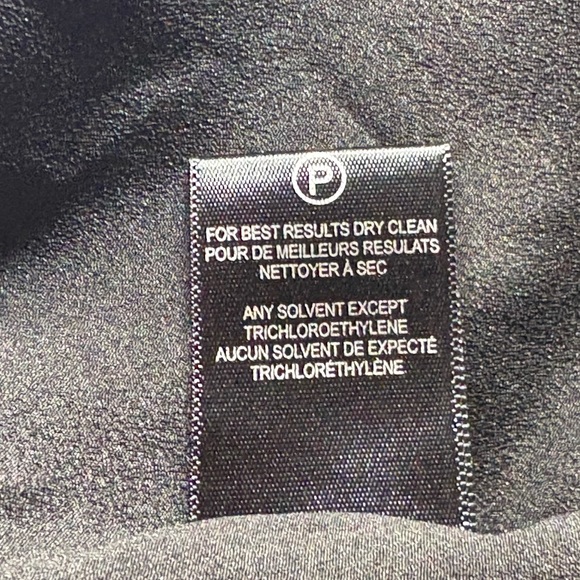 P
FOR BEST RESULTS DRY CLEAN
POUR DE MEILLEURS RESULATS
NETTOYER À SEC
ANY SOLVENT EXCEPT
TRICHLOROETHYLENE
AUCUN SOLVENT DE EXPECTÉ
TRICHLORÉTHYLÈNE